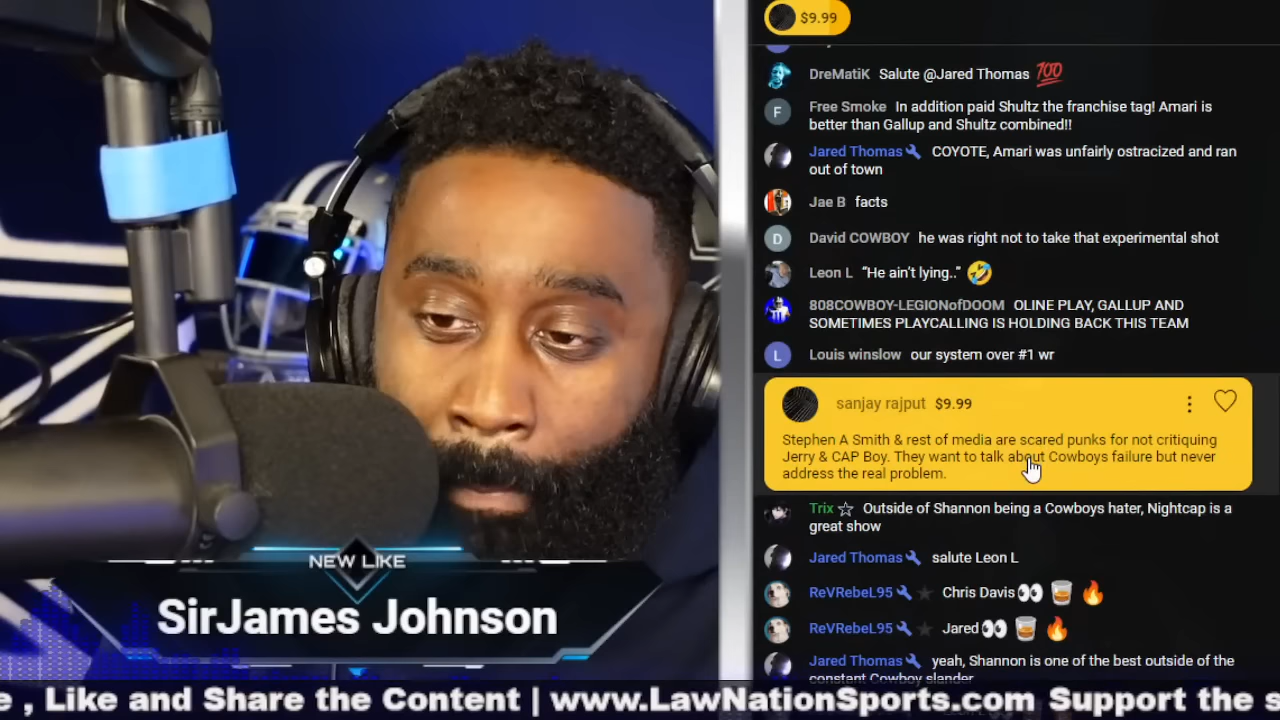 $9.99
DreMatiK Salute @Jared Thomas 💯
Free Smoke In addition paid Shultz the franchise tag! Amari is
better than Gallup and Shultz combined!!
Jared Thomas COYOTE, Amari was unfairly ostracized and ran
out of town
Jae B facts
David COWBOY he was right not to take that experimental shot
Leon L “He ain’t lying..” 🤣
808COWBOY-LEGIONofDOOM OLINE PLAY, GALLUP AND
SOMETIMES PLAYCALLING IS HOLDING BACK THIS TEAM
Louis winslow our system over #1 wr
sanjay rajput $9.99
Stephen A Smith & rest of media are scared punks for not critiquing
Jerry & CAP Boy. They want to talk about Cowboys failure but never
address the real problem.
Trix Outside of Shannon being a Cowboys hater, Nightcap is a
great show
Jared Thomas salute Leon L
ReVRebeL95 Chris Davis 👀 🥃 🔥
ReVRebeL95 Jared 👀 🥃 🔥
Jared Thomas yeah, Shannon is one of the best outside of the
constant Cowboy slander
NEW LIKE
SirJames Johnson
e , Like and Share the Content | www.LawNationSports.com Support the s